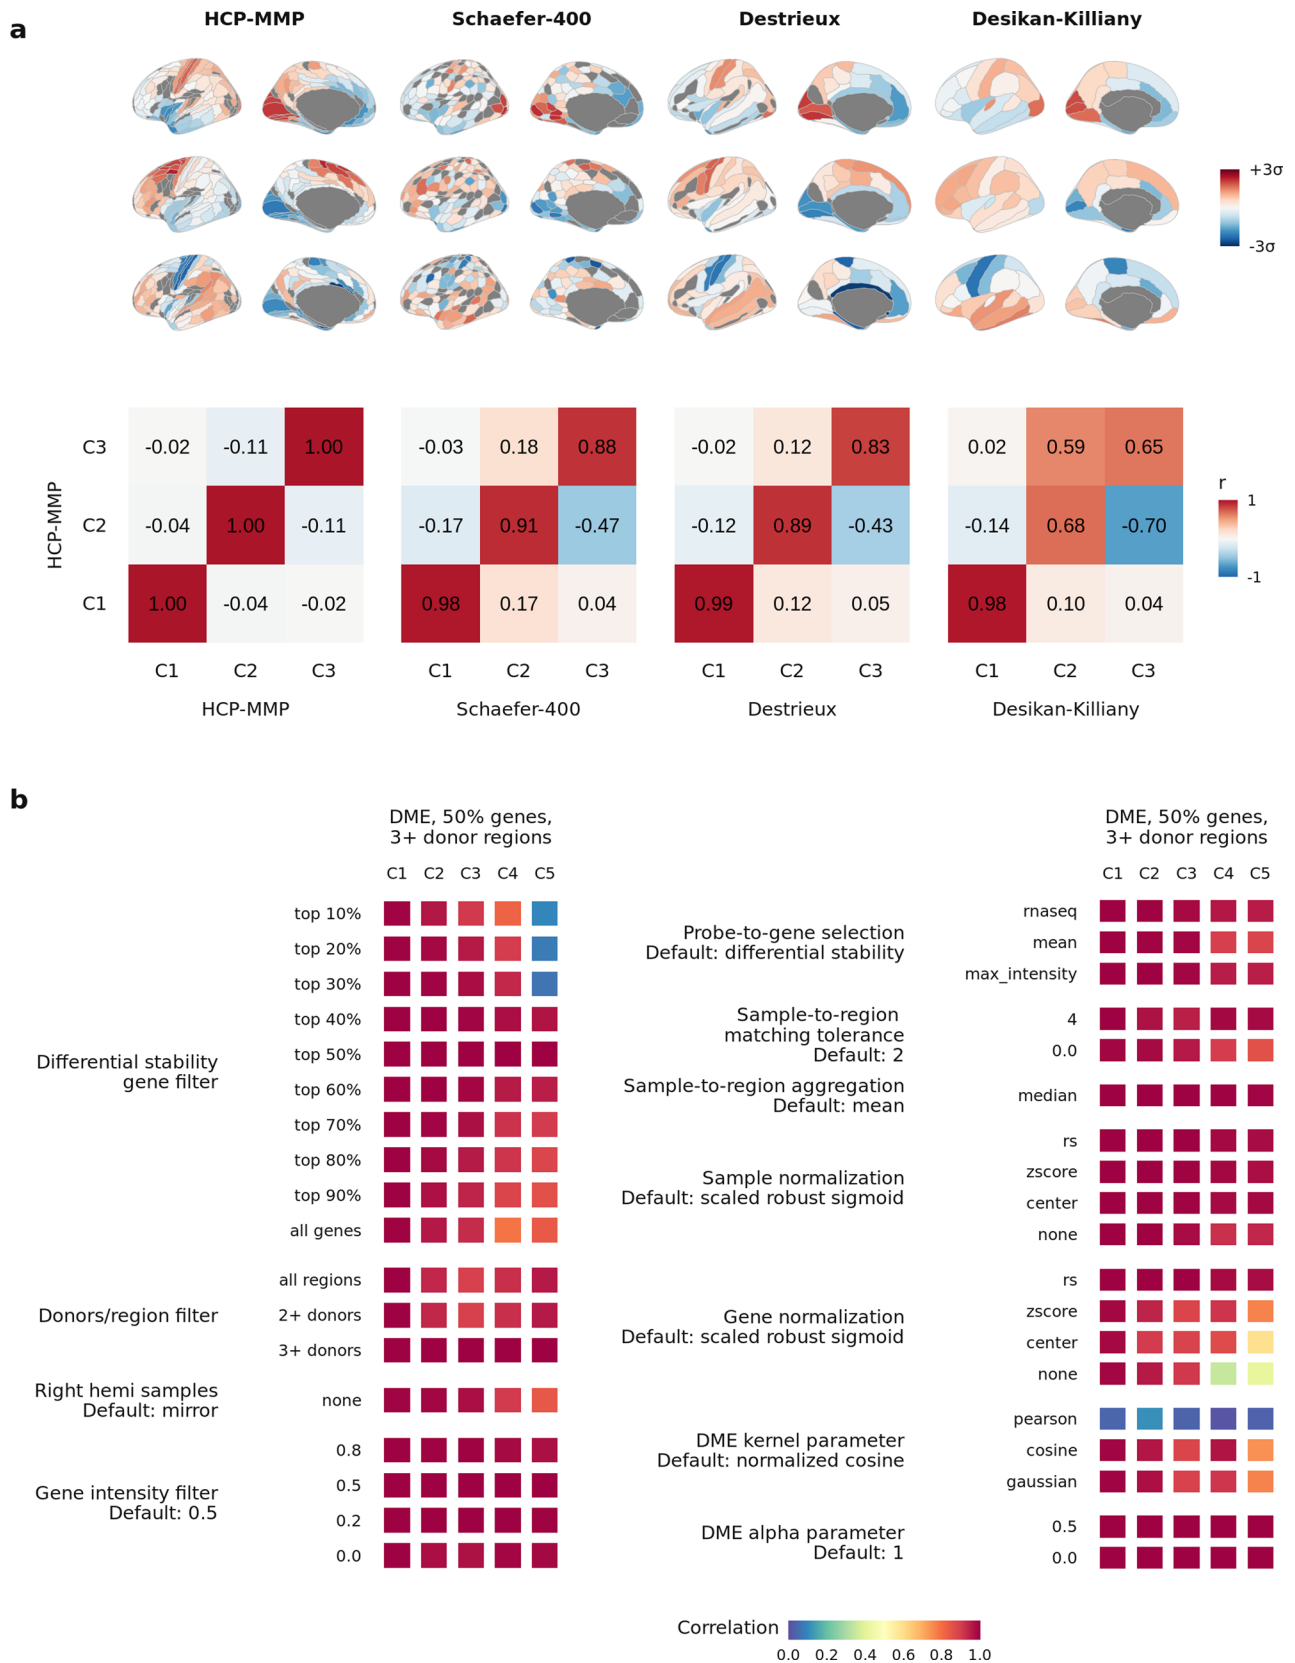 a
HCP-MMP
Schaefer-400
Destrieux
Desikan-Killiany
+3σ
-3σ
HCP-MMP
C3
-0.02 -0.11 1.00
-0.03 0.18 0.88
-0.02 0.12 0.83
0.02 0.59 0.65
C2
-0.04 1.00 -0.11
-0.17 0.91 -0.47
-0.12 0.89 -0.43
-0.14 0.68 -0.70
C1
1.00 -0.04 -0.02
0.98 0.17 0.04
0.99 0.12 0.05
0.98 0.10 0.04
r
1
-1
C1 C2 C3
C1 C2 C3
C1 C2 C3
C1 C2 C3
HCP-MMP
Schaefer-400
Destrieux
Desikan-Killiany
b
DME, 50% genes,
3+ donor regions
C1 C2 C3 C4 C5
Differential stability
gene filter
top 10%
top 20%
top 30%
top 40%
top 50%
top 60%
top 70%
top 80%
top 90%
all genes
Donors/region filter
all regions
2+ donors
3+ donors
Right hemi samples
Default: mirror
none
Gene intensity filter
Default: 0.5
0.8
0.5
0.2
0.0
DME, 50% genes,
3+ donor regions
C1 C2 C3 C4 C5
Probe-to-gene selection
Default: differential stability
rnaseq
mean
max_intensity
Sample-to-region
matching tolerance
Default: 2
4
0.0
Sample-to-region aggregation
Default: mean
median
Sample normalization
Default: scaled robust sigmoid
rs
zscore
center
none
Gene normalization
Default: scaled robust sigmoid
rs
zscore
center
none
DME kernel parameter
Default: normalized cosine
pearson
cosine
gaussian
DME alpha parameter
Default: 1
0.5
0.0
Correlation
0.0 0.2 0.4 0.6 0.8 1.0